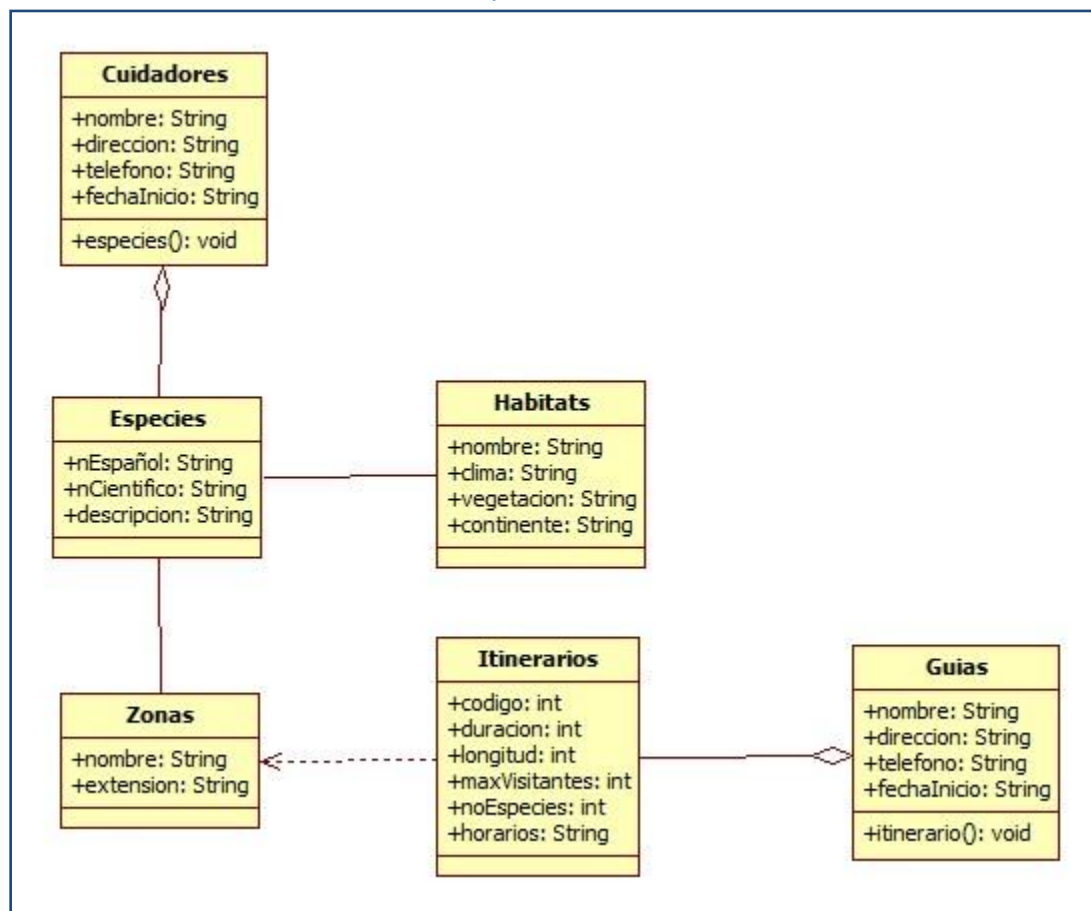 Cuidadores
+nombre: String
+direccion: String
+telefono: String
+fechaInicio: String
+especies(): void
Especies
+nEspañol: String
+nCientifico: String
+descripcion: String
Habitats
+nombre: String
+clima: String
+vegetacion: String
+continente: String
Zonas
+nombre: String
+extension: String
Itinerarios
+codigo: int
+duracion: int
+longitud: int
+maxVisitantes: int
+noEspecies: int
+horarios: String
Guias
+nombre: String
+direccion: String
+telefono: String
+fechaInicio: String
+itinerario(): void